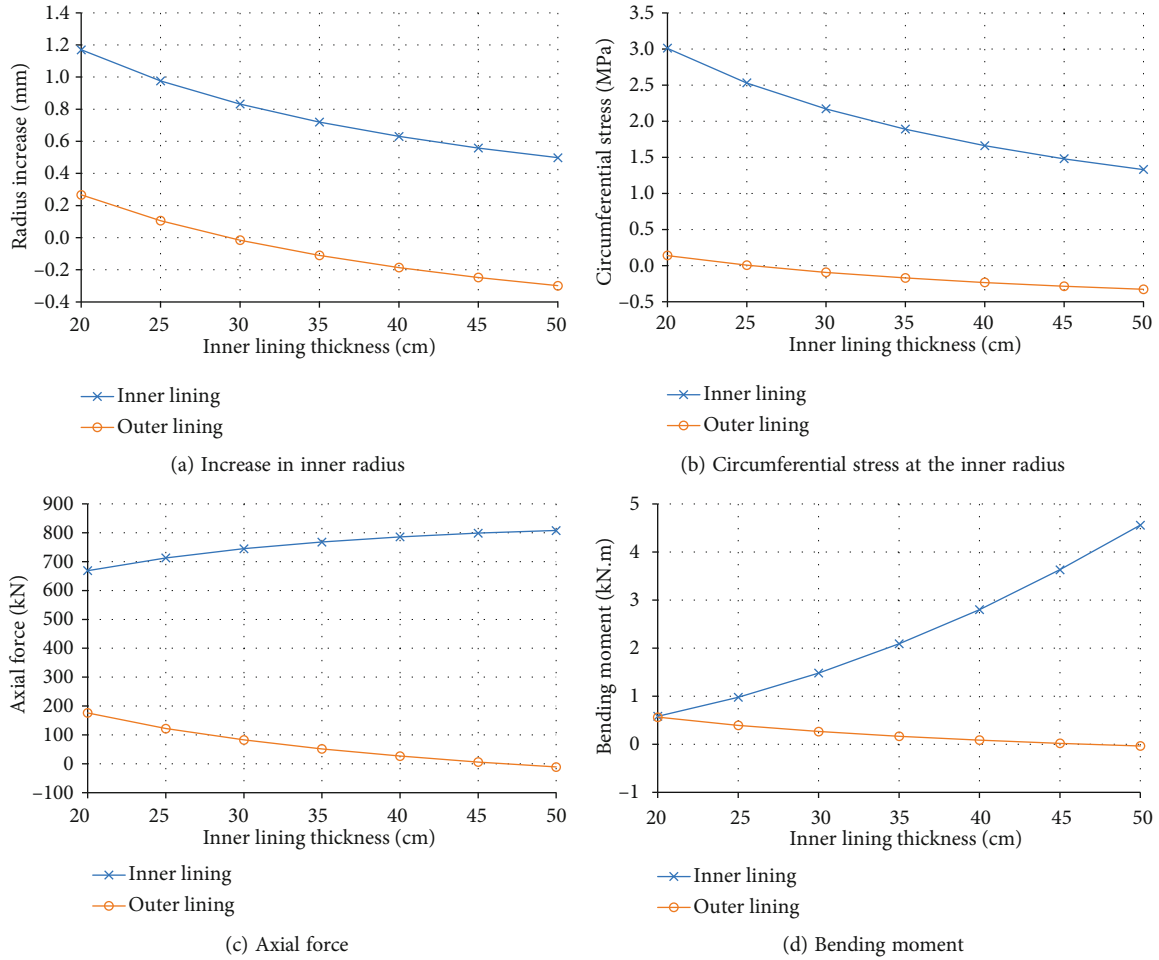 1.4
1.2
1.0
0.8
0.6
0.4
0.2
0.0
–0.2
–0.4
Radius increase (mm)
20 25 30 35 40 45 50
Inner lining thickness (cm)
Inner lining
Outer lining
(a) Increase in inner radius
3.5
3.0
2.5
2.0
1.5
1.0
0.5
0.0
–0.5
Circumferential stress (MPa)
20 25 30 35 40 45 50
Inner lining thickness (cm)
Inner lining
Outer lining
(b) Circumferential stress at the inner radius
900
800
700
600
500
400
300
200
100
0
–100
Axial force (kN)
20 25 30 35 40 45 50
Inner lining thickness (cm)
Inner lining
Outer lining
(c) Axial force
5
4
3
2
1
0
–1
Bending moment (kN.m)
20 25 30 35 40 45 50
Inner lining thickness (cm)
Inner lining
Outer lining
(d) Bending moment